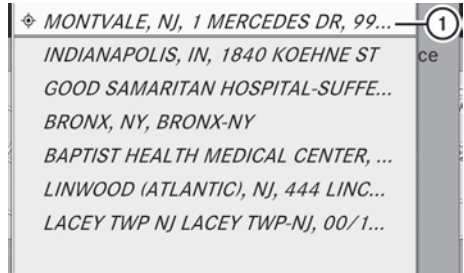 MONTVALE, NJ, 1 MERCEDES DR, 99... 1
INDIANAPOLIS, IN, 1840 KOEHNE ST ce
GOOD SAMARITAN HOSPITAL-SUFFE...
BRONX, NY, BRONX-NY
BAPTIST HEALTH MEDICAL CENTER, ...
LINWOOD (ATLANTIC), NJ, 444 LINC...
LACEY TWP NJ LACEY TWP-NJ, 00/1...